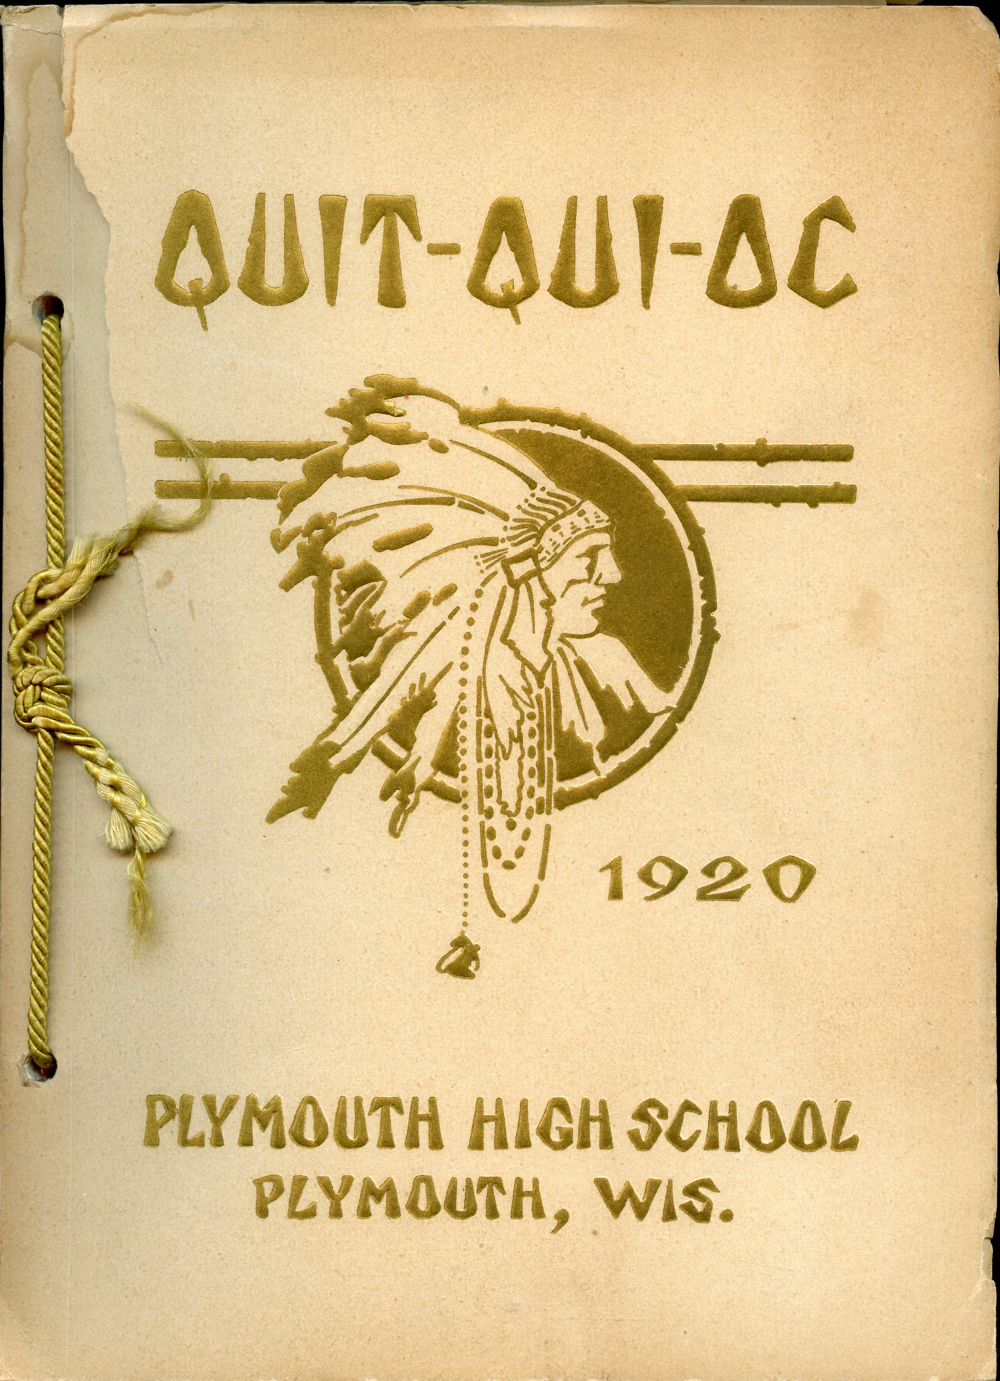 QUIT-QUI-OC
1920
PLYMOUTH HIGH SCHOOL
PLYMOUTH, WIS.